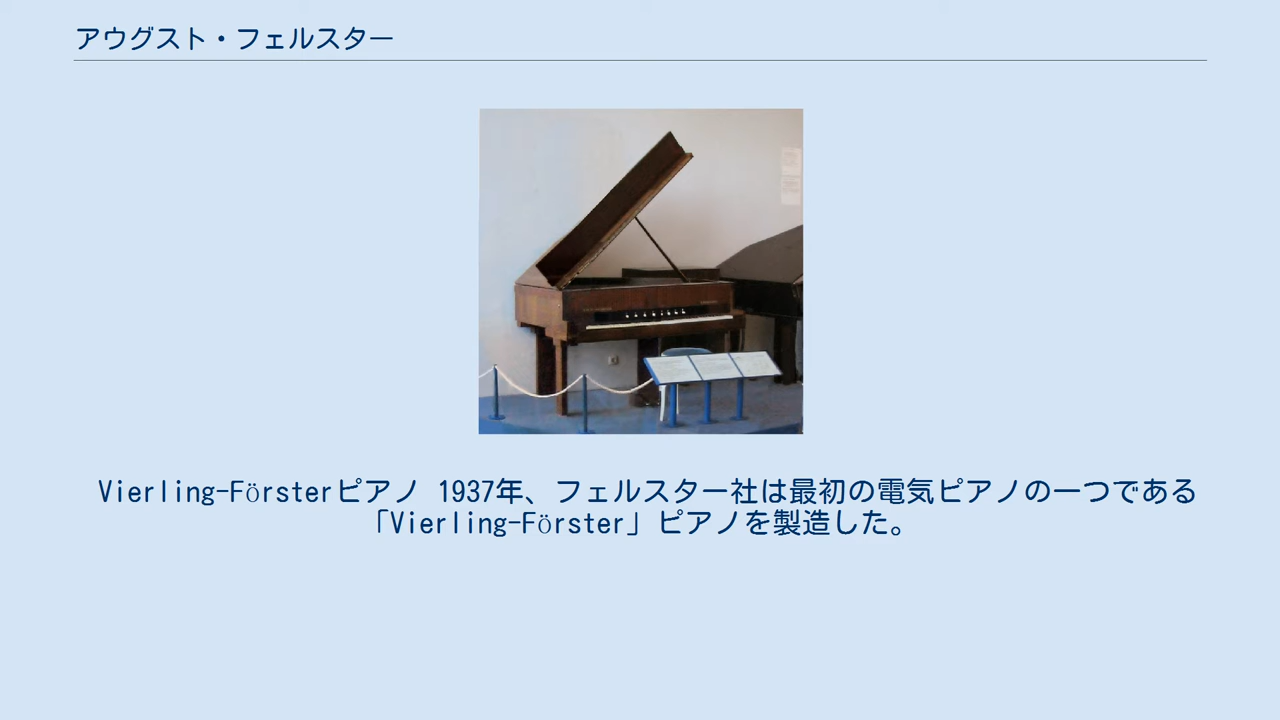 アウグスト・フェルスター
Vierling-Försterピアノ 1937年、フェルスター社は最初の電気ピアノの一つである
「Vierling-Förster」ピアノを製造した。